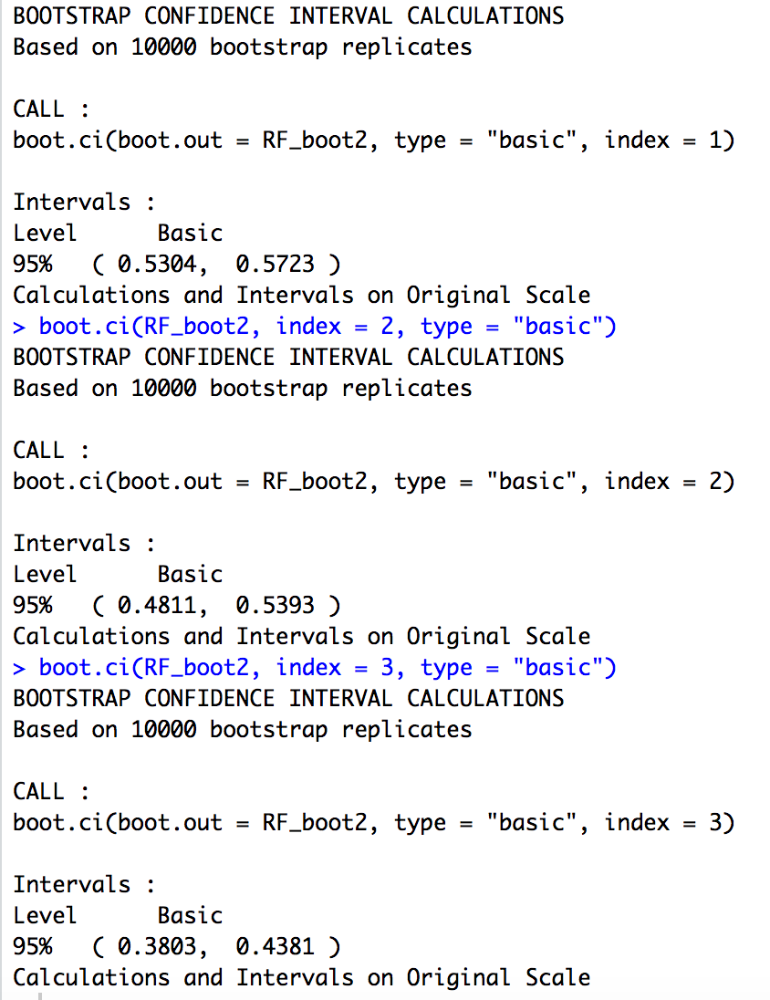 BOOTSTRAP CONFIDENCE INTERVAL CALCULATIONS
Based on 10000 bootstrap replicates
CALL :
boot.ci(boot.out = RF_boot2, type = "basic", index = 1)
Intervals :
Level      Basic
95%   ( 0.5304,  0.5723 )
Calculations and Intervals on Original Scale
> boot.ci(RF_boot2, index = 2, type = "basic")
BOOTSTRAP CONFIDENCE INTERVAL CALCULATIONS
Based on 10000 bootstrap replicates
CALL :
boot.ci(boot.out = RF_boot2, type = "basic", index = 2)
Intervals :
Level      Basic
95%   ( 0.4811,  0.5393 )
Calculations and Intervals on Original Scale
> boot.ci(RF_boot2, index = 3, type = "basic")
BOOTSTRAP CONFIDENCE INTERVAL CALCULATIONS
Based on 10000 bootstrap replicates
CALL :
boot.ci(boot.out = RF_boot2, type = "basic", index = 3)
Intervals :
Level      Basic
95%   ( 0.3803,  0.4381 )
Calculations and Intervals on Original Scale